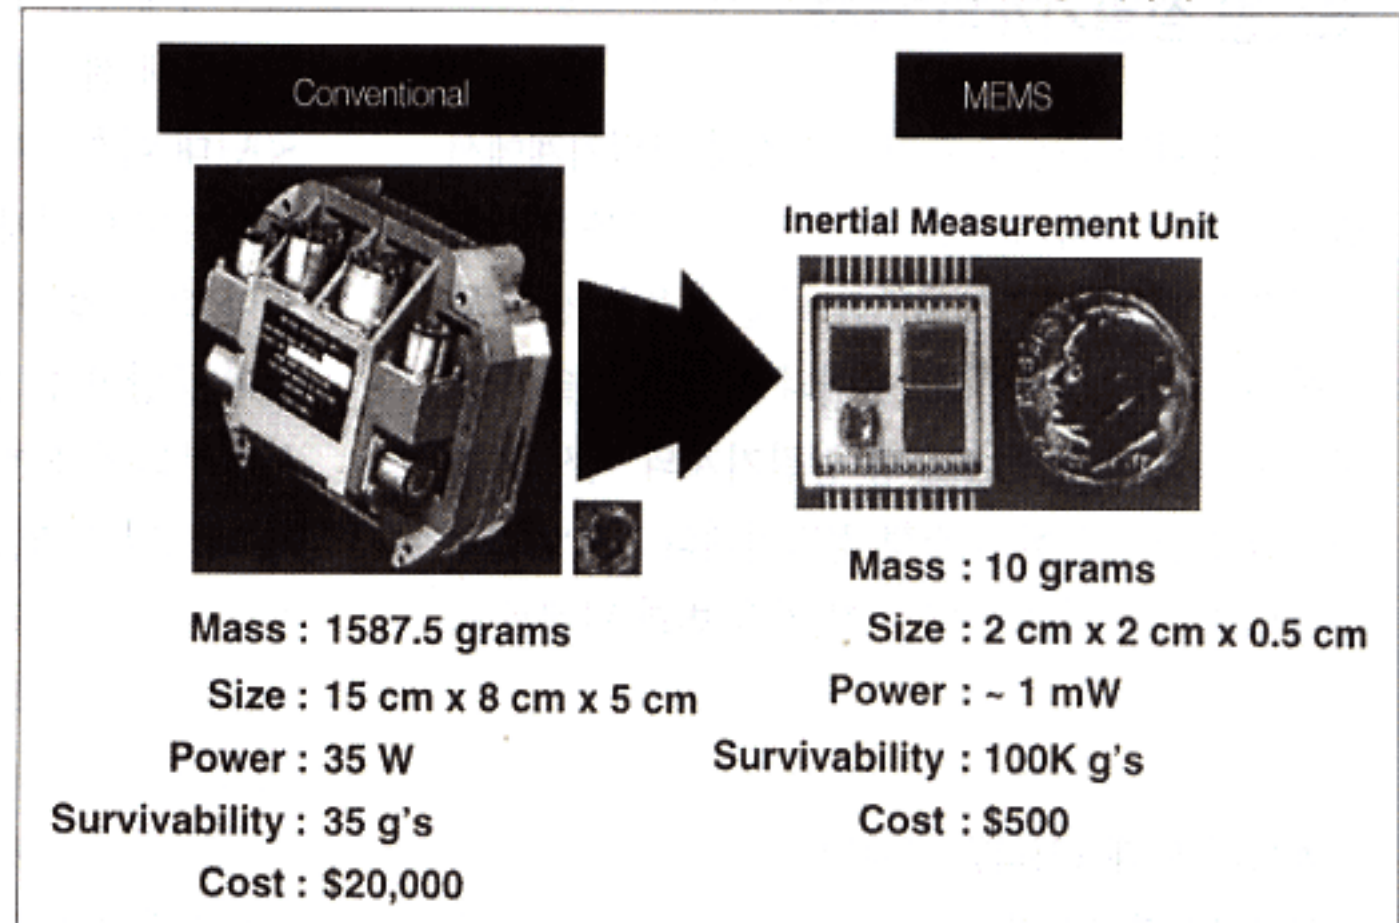 Conventional
MEMS
Inertial Measurement Unit
Mass : 1587.5 grams
Size : 15 cm x 8 cm x 5 cm
Power : 35 W
Survivability : 35 g's
Cost : $20,000
Mass : 10 grams
Size : 2 cm x 2 cm x 0.5 cm
Power : ~ 1 mW
Survivability : 100K g's
Cost : $500